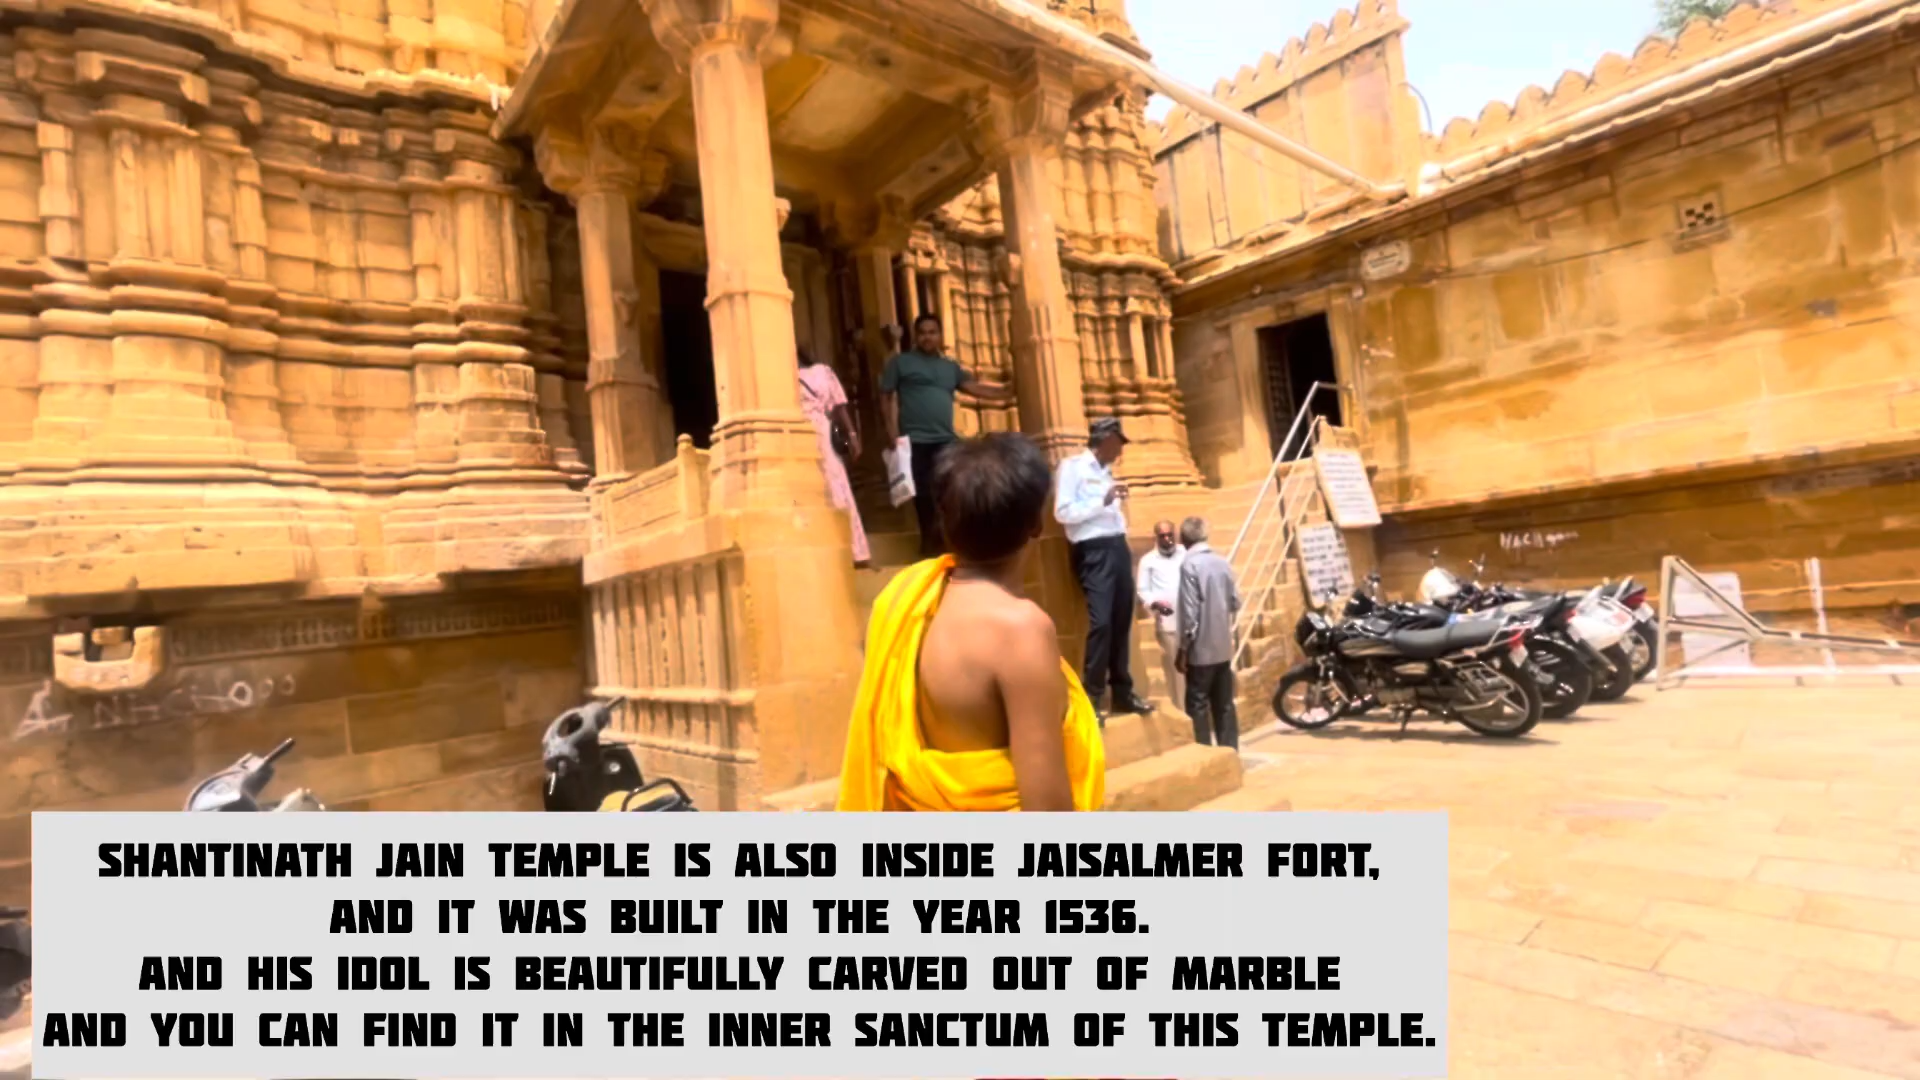 SHANTINATH JAIN TEMPLE IS ALSO INSIDE JAISALMER FORT,
AND IT WAS BUILT IN THE YEAR 1536.
AND HIS IDOL IS BEAUTIFULLY CARVED OUT OF MARBLE
AND YOU CAN FIND IT IN THE INNER SANCTUM OF THIS TEMPLE.